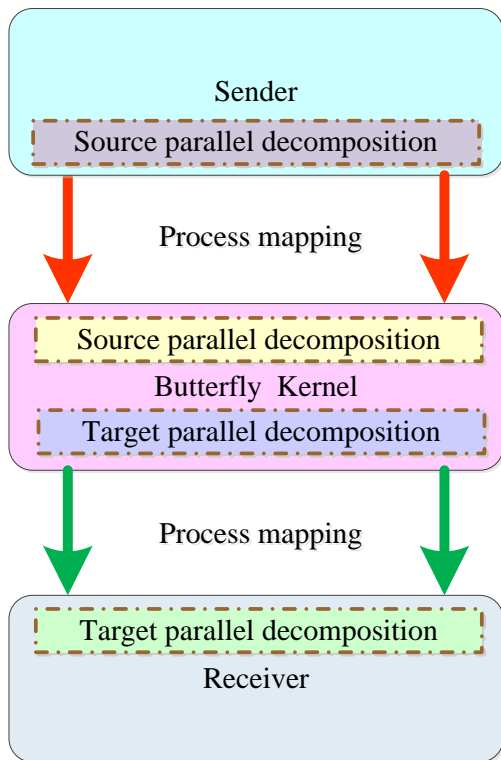 Sender
Source parallel decomposition
Process mapping
Source parallel decomposition
Butterfly Kernel
Target parallel decomposition
Process mapping
Target parallel decomposition
Receiver